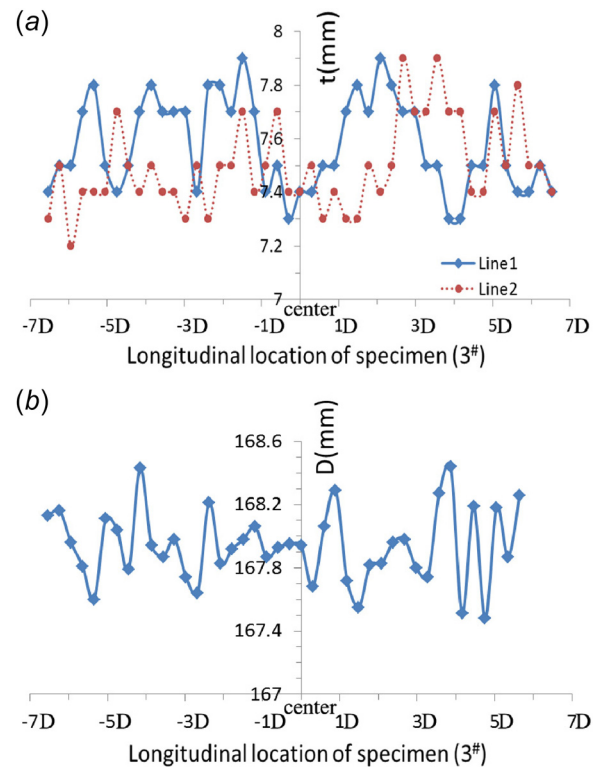 (a)
t(mm)
8
7.8
7.6
7.4
7.2
7
Line1
Line2
center
-7D -5D -3D -1D 1D 3D 5D 7D
Longitudinal location of specimen (3#)
(b)
D(mm)
168.6
168.2
167.8
167.4
167
center
-7D -5D -3D -1D 1D 3D 5D 7D
Longitudinal location of specimen (3#)